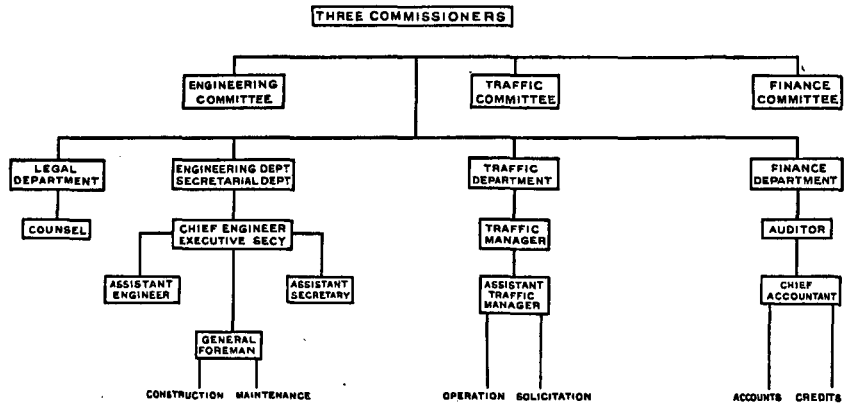 THREE COMMISSIONERS
ENGINEERING
COMMITTEE
TRAFFIC
COMMITTEE
FINANCE
COMMITTEE
LEGAL
DEPARTMENT
ENGINEERING DEPT
SECRETARIAL DEPT
TRAFFIC
DEPARTMENT
FINANCE
DEPARTMENT
COUNSEL
CHIEF ENGINEER
EXECUTIVE SECY
TRAFFIC
MANAGER
AUDITOR
ASSISTANT
ENGINEER
ASSISTANT
SECRETARY
ASSISTANT
TRAFFIC
MANAGER
CHIEF
ACCOUNTANT
GENERAL
FOREMAN
CONSTRUCTION MAINTENANCE
OPERATION SOLICITATION
ACCOUNTS CREDITS